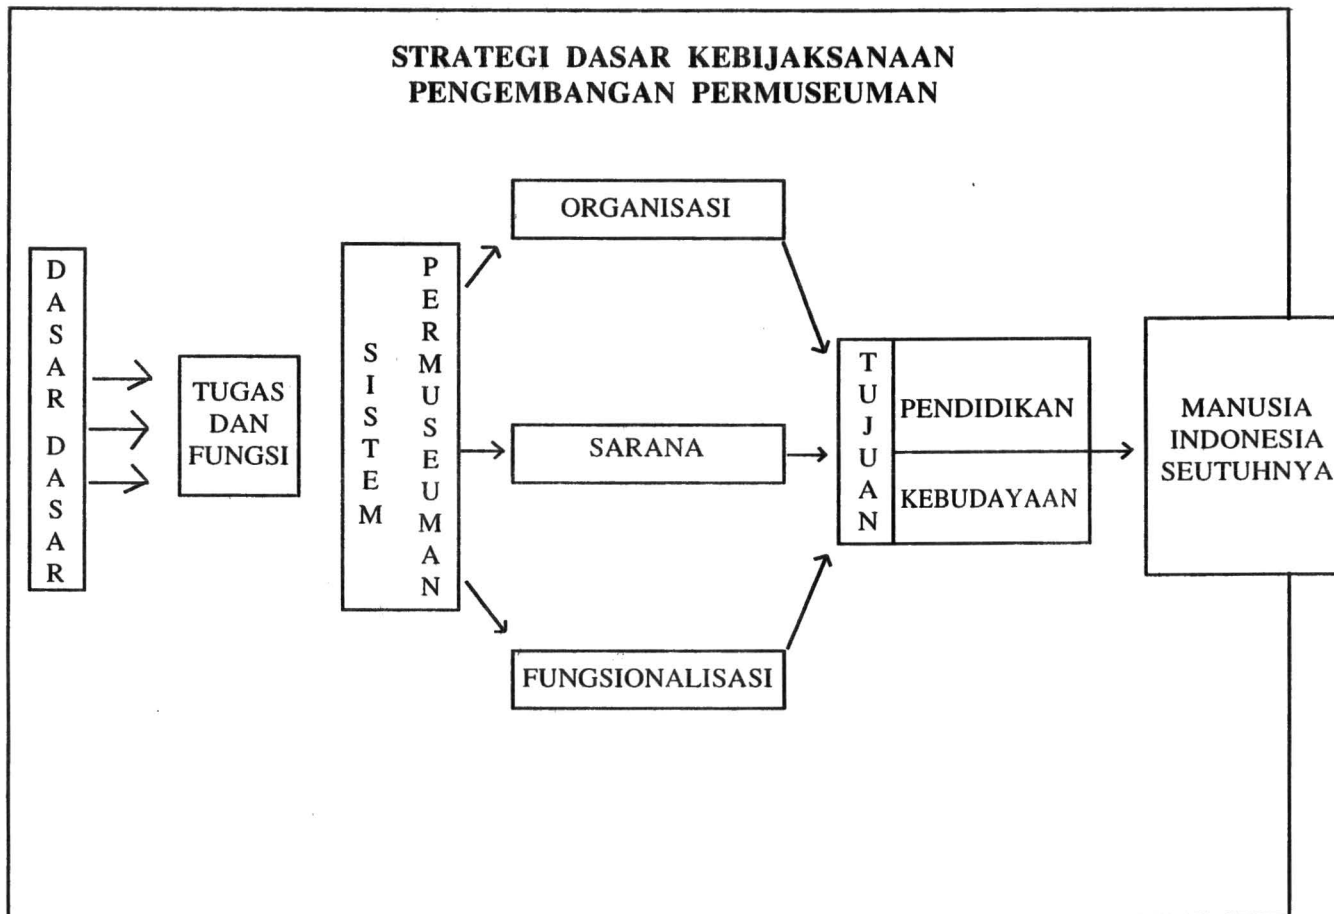 STRATEGI DASAR KEBIJAKSANAAN
PENGEMBANGAN PERMUSEUMAN
DASAR DASAR
TUGAS
DAN
FUNGSI
SISTEM
PERMUSEUMAN
ORGANISASI
SARANA
FUNGSIONALISASI
TUJUAN
PENDIDIKAN
KEBUDAYAAN
MANUSIA
INDONESIA
SEUTUHNYA